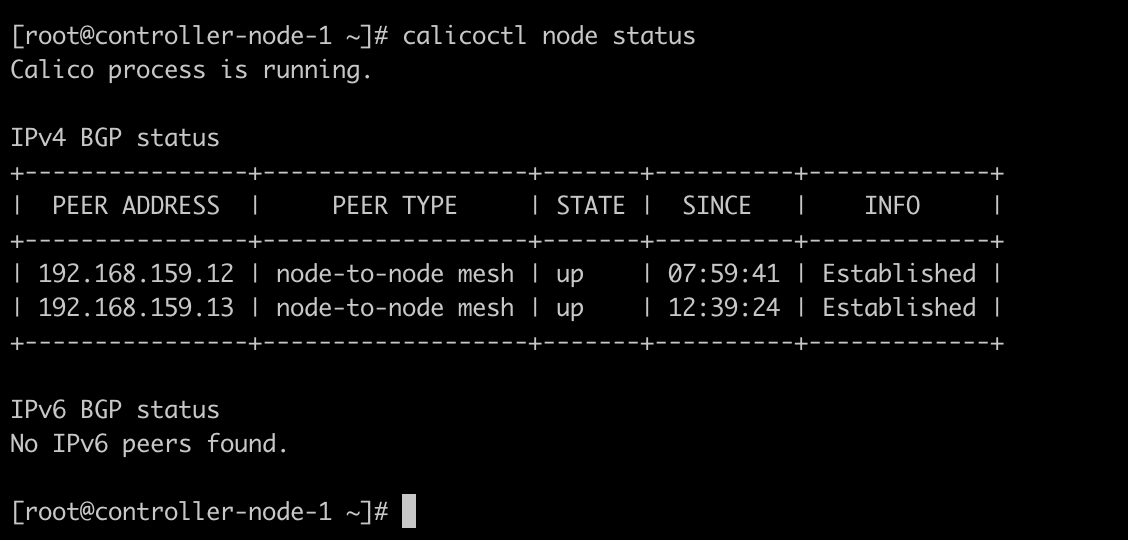 [root@controller-node-1 ~]# calicoctl node status
Calico process is running.

IPv4 BGP status
+----------------+-------------------+-------+----------+-------------+
|  PEER ADDRESS  |     PEER TYPE     | STATE |  SINCE   |    INFO     |
+----------------+-------------------+-------+----------+-------------+
| 192.168.159.12 | node-to-node mesh | up    | 07:59:41 | Established |
| 192.168.159.13 | node-to-node mesh | up    | 12:39:24 | Established |
+----------------+-------------------+-------+----------+-------------+

IPv6 BGP status
No IPv6 peers found.

[root@controller-node-1 ~]#